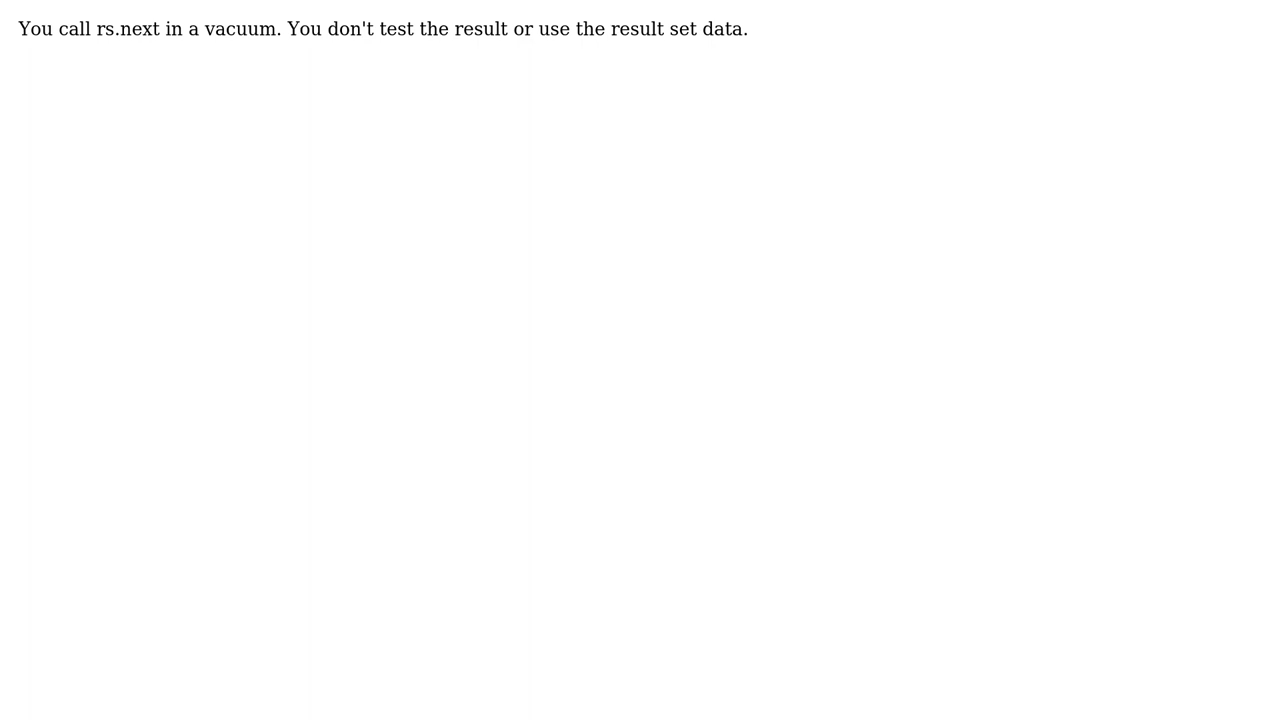 You call rs.next in a vacuum. You don't test the result or use the result set data.